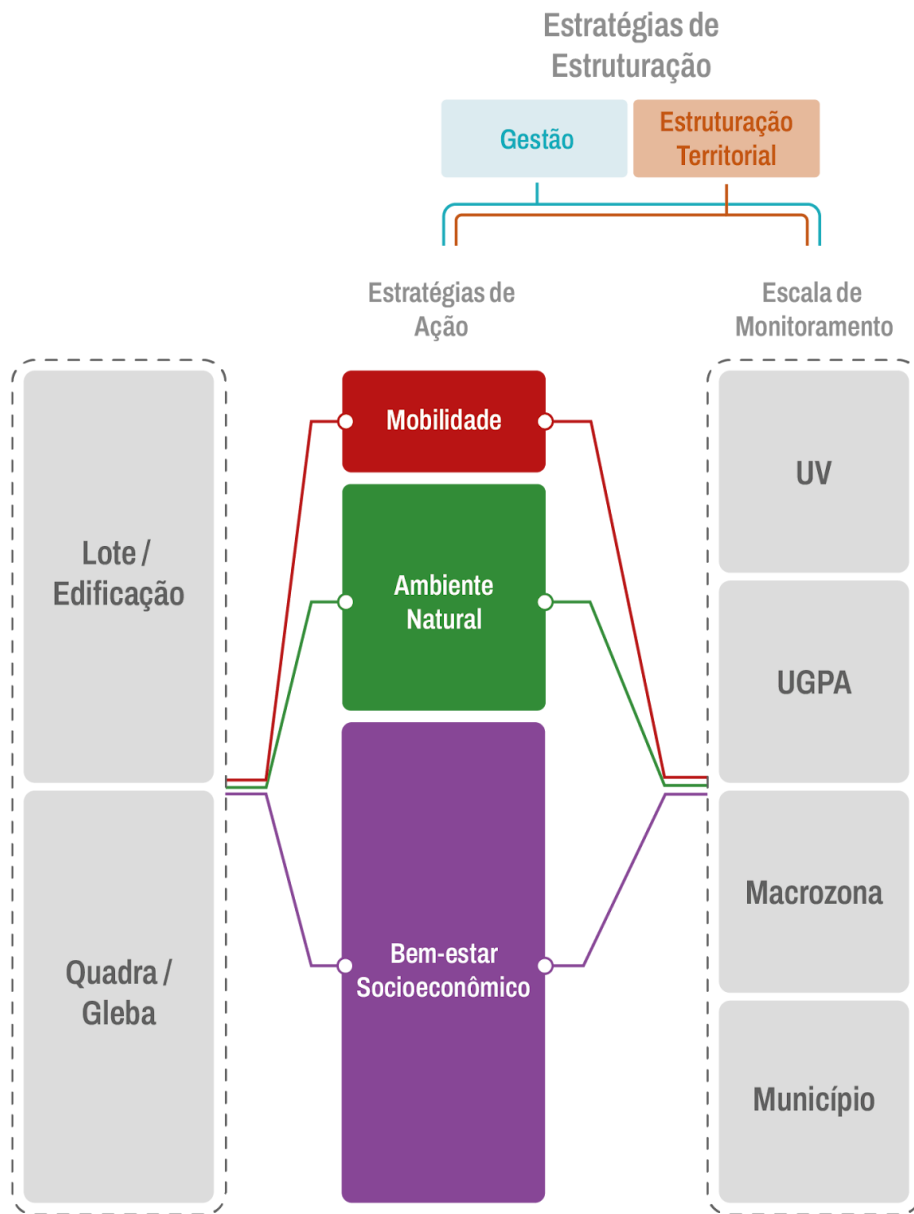 Estratégias de
Estruturação
Gestão
Estruturação
Territorial
Estratégias de
Ação
Escala de
Monitoramento
Lote /
Edificação
Quadra /
Gleba
Mobilidade
Ambiente
Natural
Bem-estar
Socioeconômico
UV
UGPA
Macrozona
Município